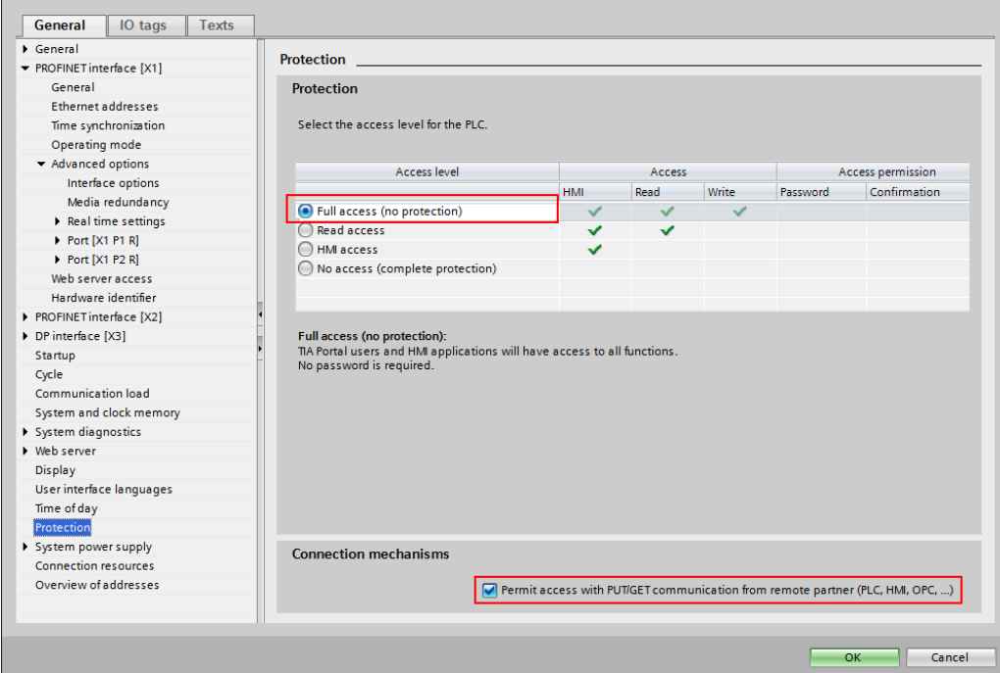 General
IO tags
Texts
General
PROFINET interface [X1]
General
Ethernet addresses
Time synchronization
Operating mode
Advanced options
Interface options
Media redundancy
Real time settings
Port [X1 P1 R]
Port [X1 P2 R]
Web server access
Hardware identifier
PROFINET interface [X2]
DP interface [X3]
Startup
Cycle
Communication load
System and clock memory
System diagnostics
Web server
Display
User interface languages
Time of day
Protection
System power supply
Connection resources
Overview of addresses
Protection
Protection
Select the access level for the PLC.
Access level Access Access permission
HMI Read Write Password Confirmation
Full access (no protection)
Read access
HMI access
No access (complete protection)
Full access (no protection):
TIA Portal users and HMI applications will have access to all functions.
No password is required.
Connection mechanisms
Permit access with PUT/GET communication from remote partner (PLC, HMI, OPC, ...)
OK
Cancel